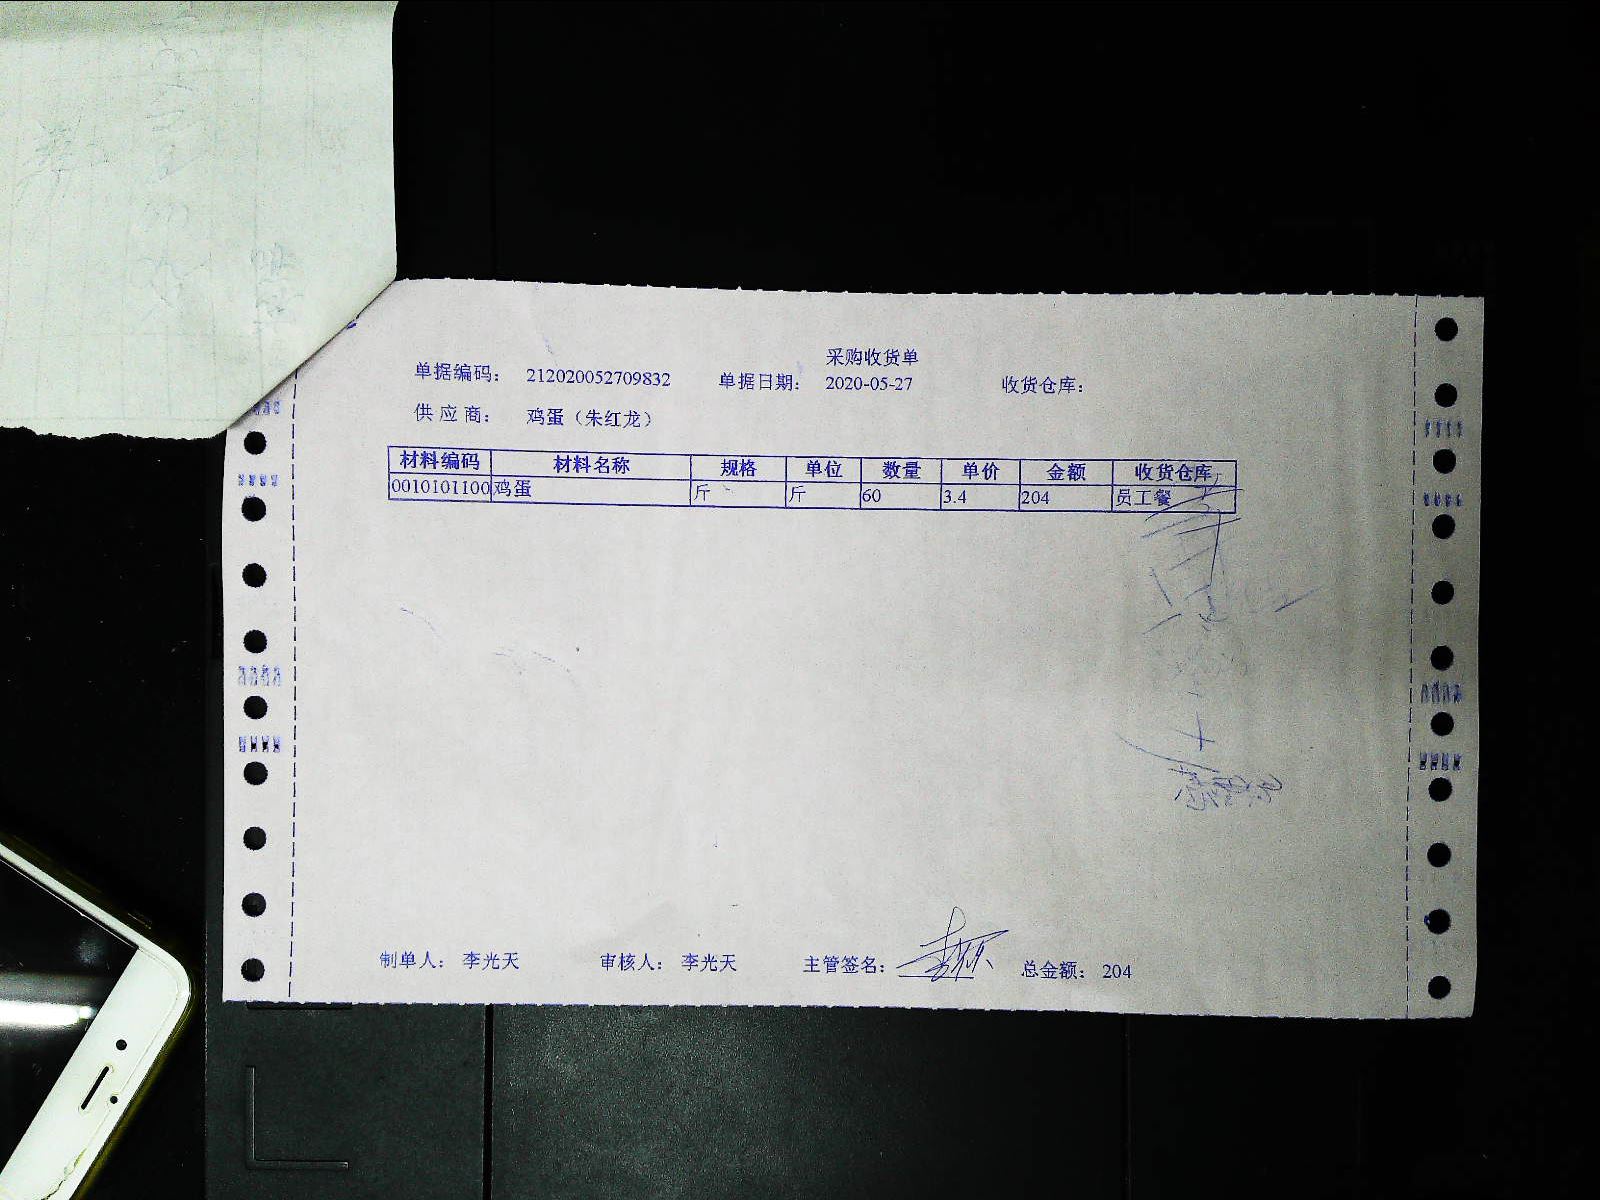 采购收货单
单据编码： 212020052709832 单据日期： 2020-05-27 收货仓库：
供 应 商： 鸡蛋（朱红龙）
材料编码 材料名称 规格 单位 数量 单价 金额 收货仓库
0010101100 鸡蛋 斤 斤 60 3.4 204 员工餐
制单人： 李光天 审核人： 李光天 主管签名： 总金额： 204